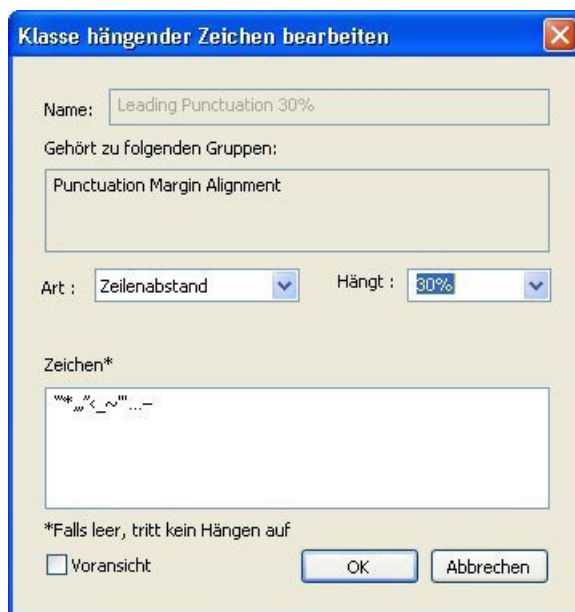 Klasse hängender Zeichen bearbeiten
Name: Leading Punctuation 30%
Gehört zu folgenden Gruppen:
Punctuation Margin Alignment
Art : Zeilenabstand Hängt : 30%
Zeichen*
*Falls leer, tritt kein Hängen auf
Voransicht OK Abbrechen